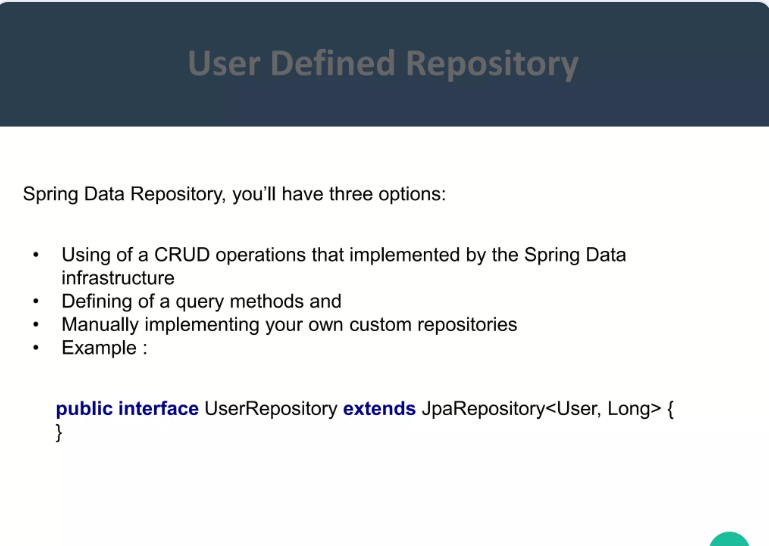 User Defined Repository
Spring Data Repository, you’ll have three options:
• Using of a CRUD operations that implemented by the Spring Data
infrastructure
• Defining of a query methods and
• Manually implementing your own custom repositories
• Example :
public interface UserRepository extends JpaRepository<User, Long> {
}